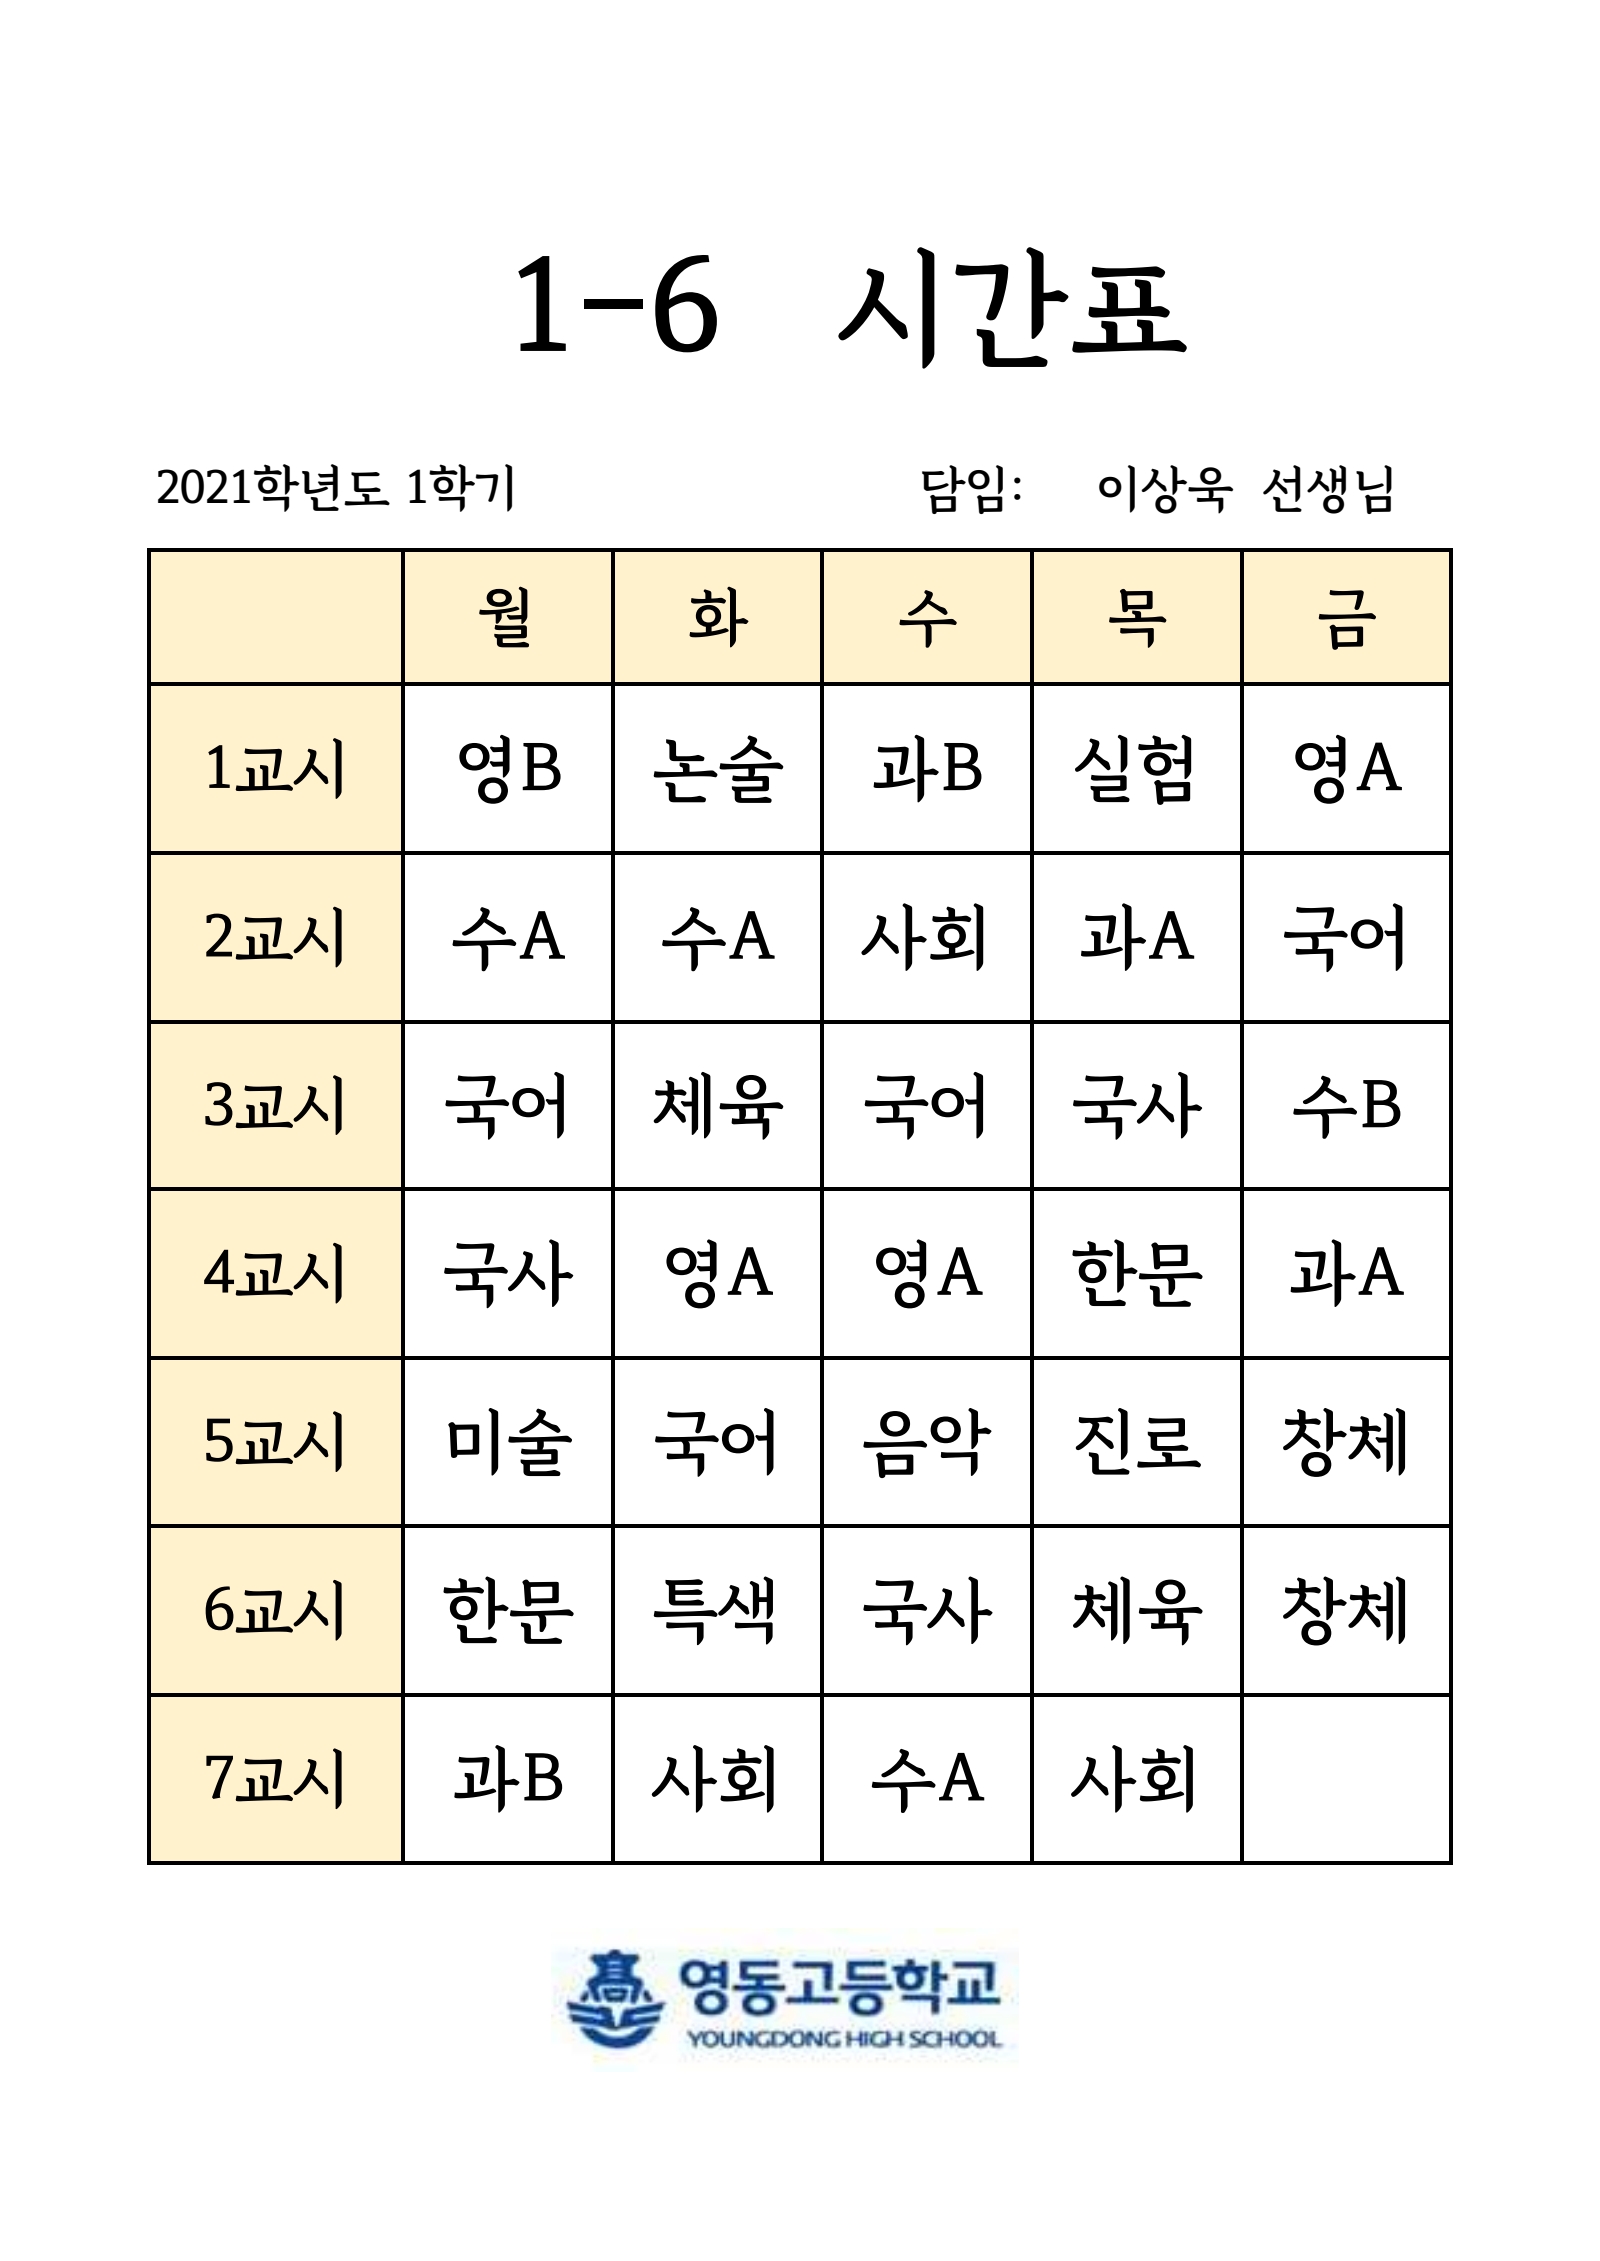 1-6 시간표
2021학년도 1학기 담임: 이상욱 선생님
월 화 수 목 금
1교시 영B 논술 과B 실험 영A
2교시 수A 수A 사회 과A 국어
3교시 국어 체육 국어 국사 수B
4교시 국사 영A 영A 한문 과A
5교시 미술 국어 음악 진로 창체
6교시 한문 특색 국사 체육 창체
7교시 과B 사회 수A 사회
高 영동고등학교
YOUNGDONG HIGH SCHOOL